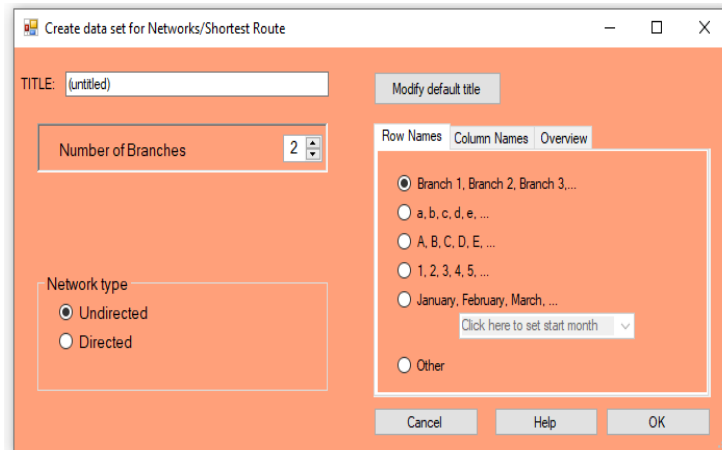 Create data set for Networks/Shortest Route
TITLE: (untitled)
Modify default title
Number of Branches 2
Row Names Column Names Overview
Branch 1, Branch 2, Branch 3,...
a, b, c, d, e, ...
A, B, C, D, E, ...
1, 2, 3, 4, 5, ...
January, February, March, ...
Click here to set start month
Other
Network type
Undirected
Directed
Cancel Help OK